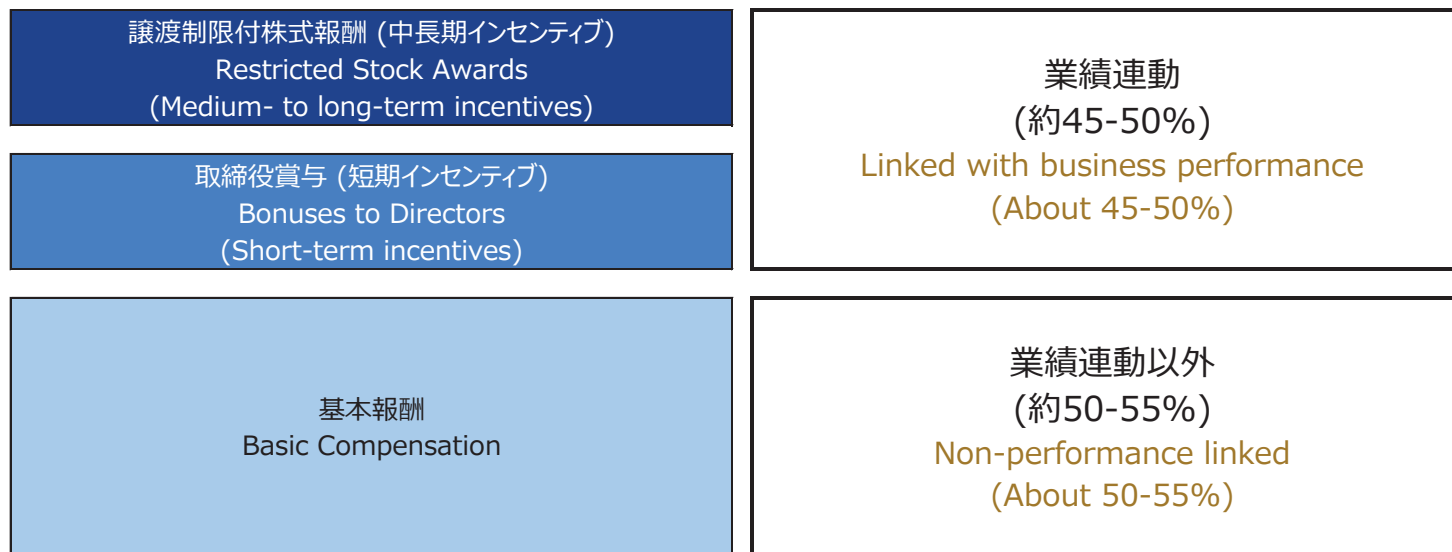 譲渡制限付株式報酬 (中長期インセンティブ)
Restricted Stock Awards
(Medium- to long-term incentives)
取締役賞与 (短期インセンティブ)
Bonuses to Directors
(Short-term incentives)
業績連動
(約45-50%)
Linked with business performance
(About 45-50%)
基本報酬
Basic Compensation
業績連動以外
(約50-55%)
Non-performance linked
(About 50-55%)